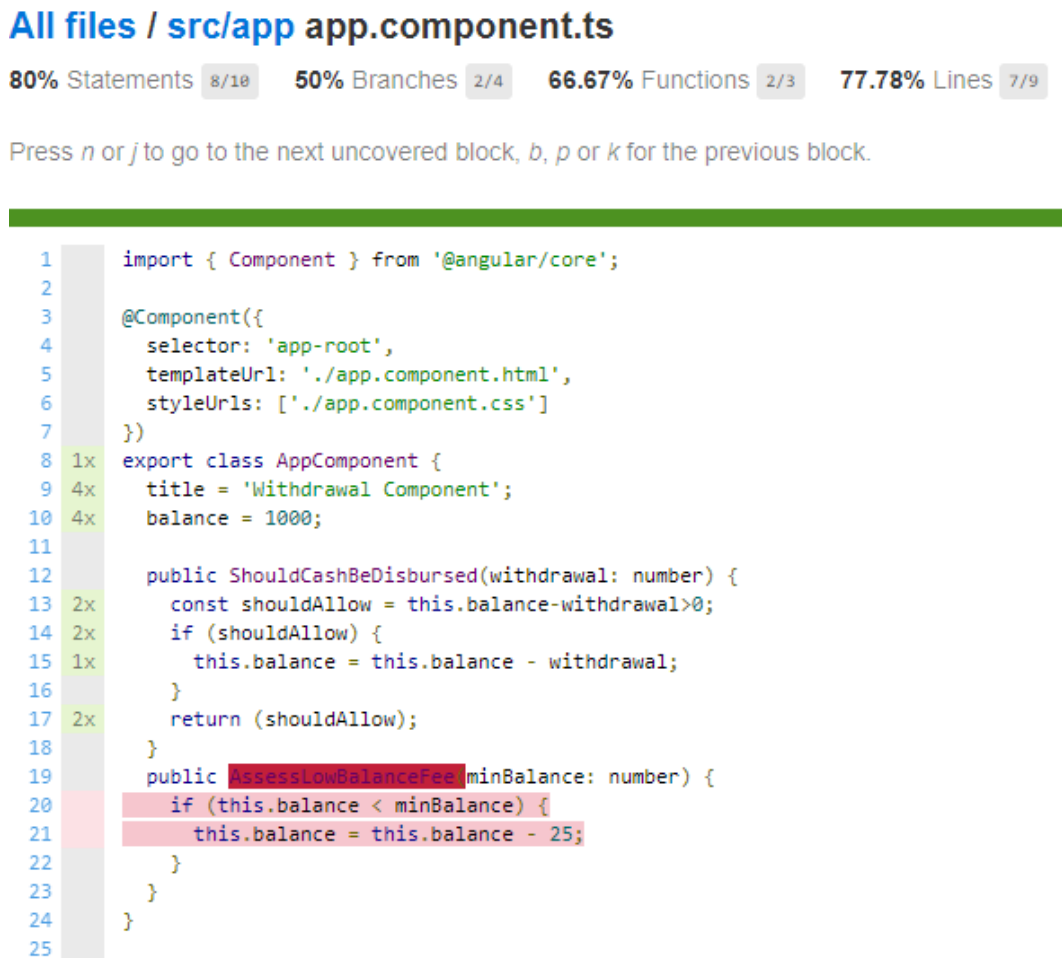 All files / src/app app.component.ts
80% Statements 8/10 50% Branches 2/4 66.67% Functions 2/3 77.78% Lines 7/9
Press n or j to go to the next uncovered block, b, p or k for the previous block.
1 import { Component } from '@angular/core';
2
3 @Component({
4 selector: 'app-root',
5 templateUrl: './app.component.html',
6 styleUrls: ['./app.component.css']
7 })
8 1x export class AppComponent {
9 4x title = 'Withdrawal Component';
10 4x balance = 1000;
11
12 public ShouldCashBeDisbursed(withdrawal: number) {
13 2x const shouldAllow = this.balance-withdrawal>0;
14 2x if (shouldAllow) {
15 1x this.balance = this.balance - withdrawal;
16 }
17 2x return (shouldAllow);
18 }
19 public AssessLowBalanceFee(minBalance: number) {
20 if (this.balance < minBalance) {
21 this.balance = this.balance - 25;
22 }
23 }
24 }
25